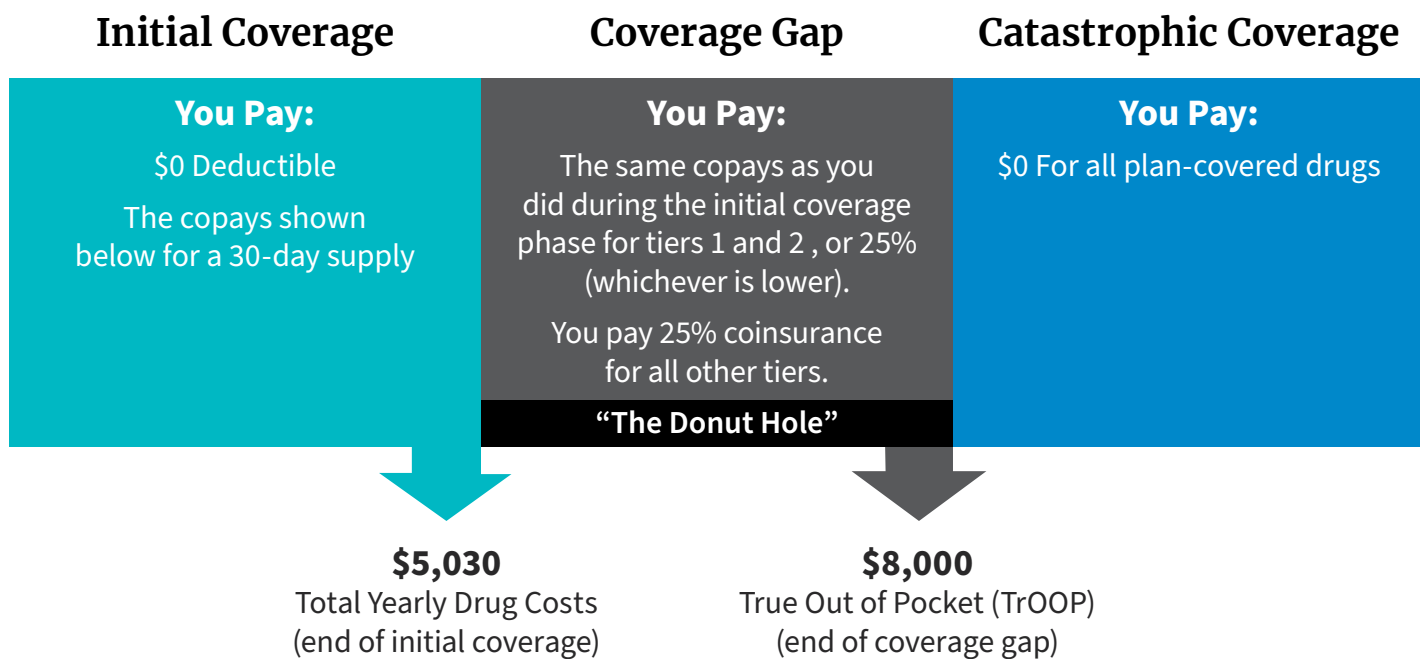 Initial Coverage
Coverage Gap
Catastrophic Coverage
You Pay:
$0 Deductible
The copays shown
below for a 30-day supply
You Pay:
The same copays as you
did during the initial coverage
phase for tiers 1 and 2 , or 25%
(whichever is lower).
You pay 25% coinsurance
for all other tiers.
“The Donut Hole”
You Pay:
$0 For all plan-covered drugs
$5,030
Total Yearly Drug Costs
(end of initial coverage)
$8,000
True Out of Pocket (TrOOP)
(end of coverage gap)